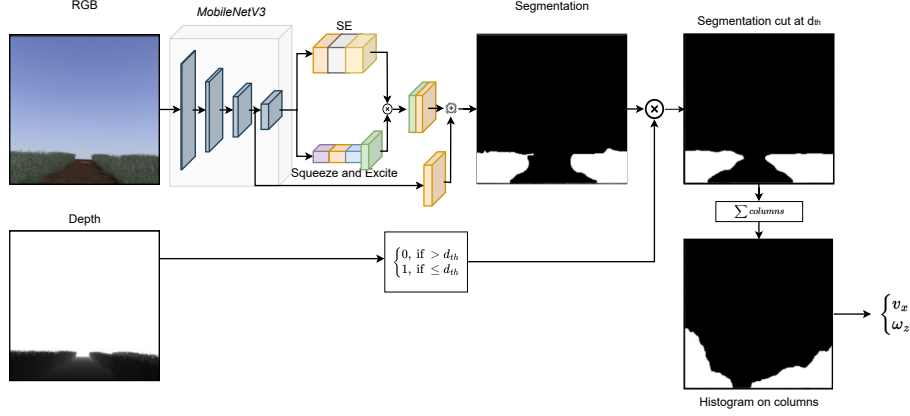 RGB
MobileNetV3
SE
Segmentation
Segmentation cut at dₜₕ
Squeeze and Excite
∑ columns
Depth
{0, if > d_th
1, if ≤ d_th
{v_x
ω_z
Histogram on columns